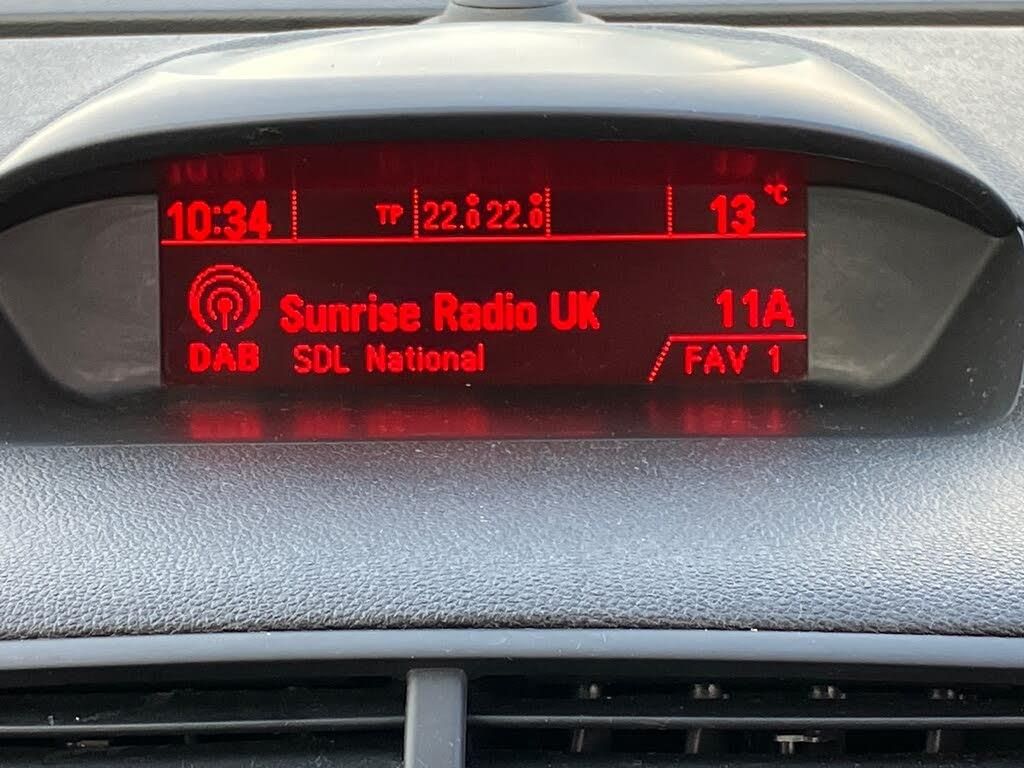 10:34 TP 22.0 22.0 13 °C
Sunrise Radio UK 11A
DAB SDL National FAV 1